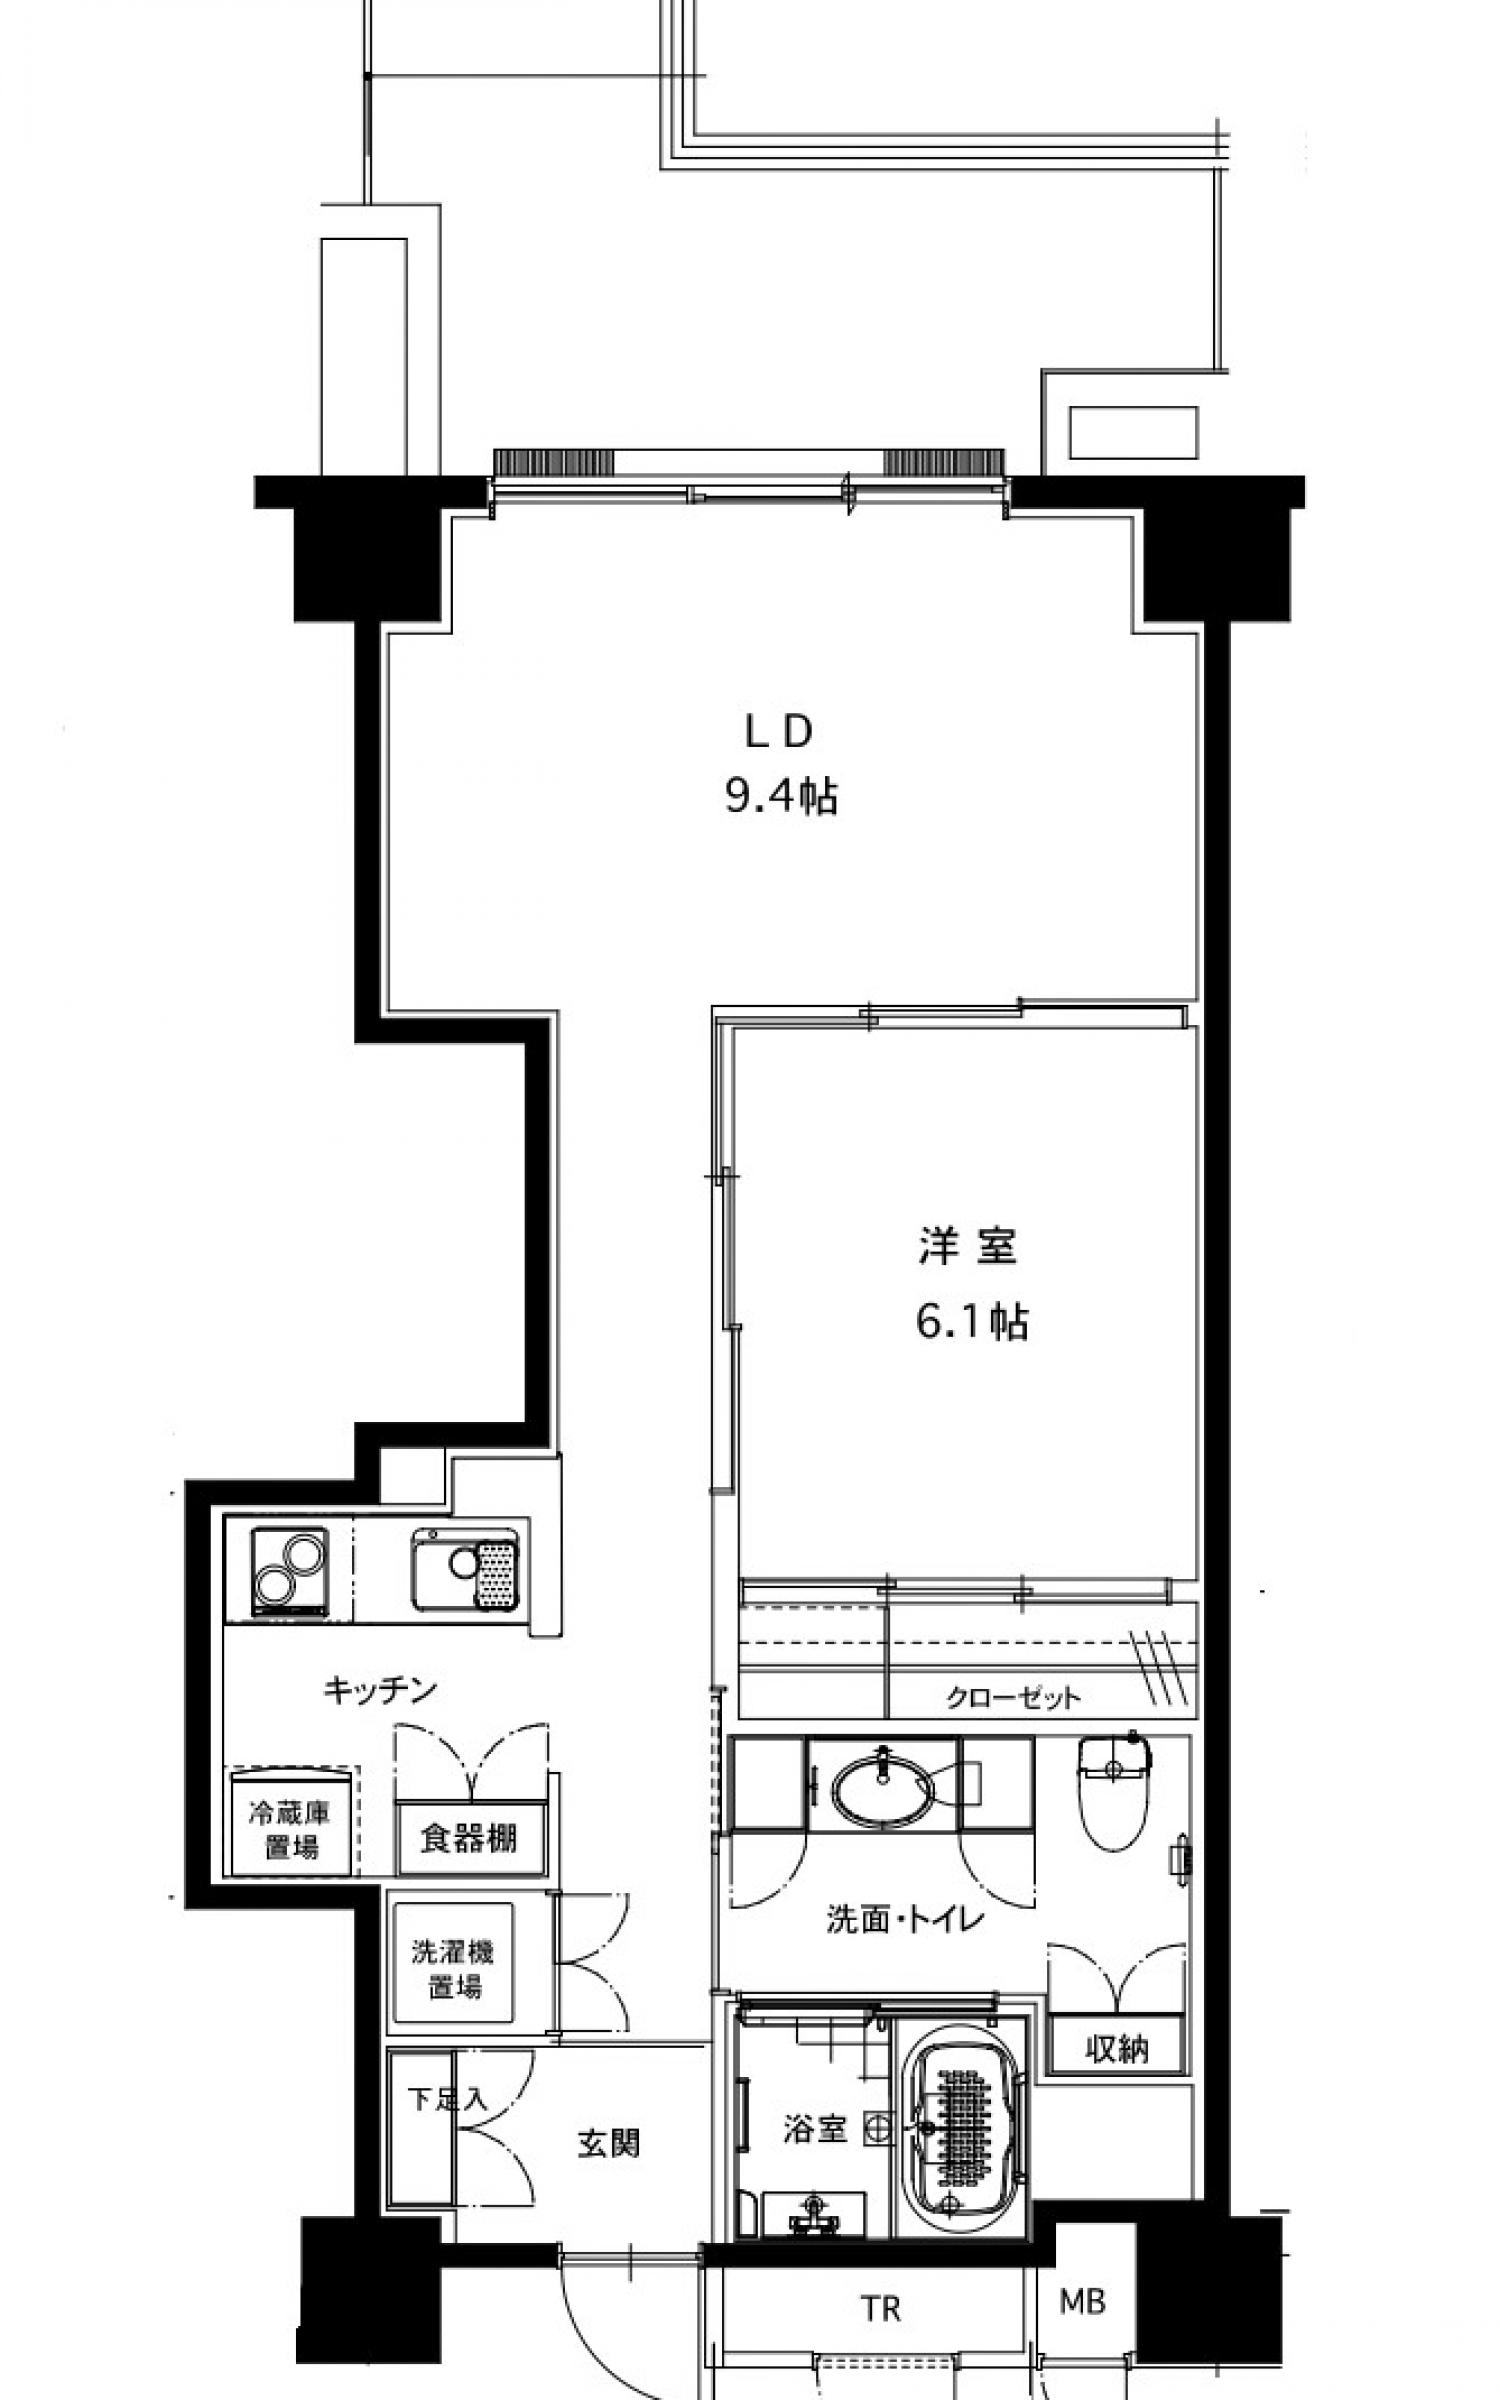 LD
9.4帖
洋室
6.1帖
キッチン
クローゼット
冷蔵庫
置場
食器棚
洗面・トイレ
洗濯機
置場
収納
下足入
浴室
玄関
TR
MB